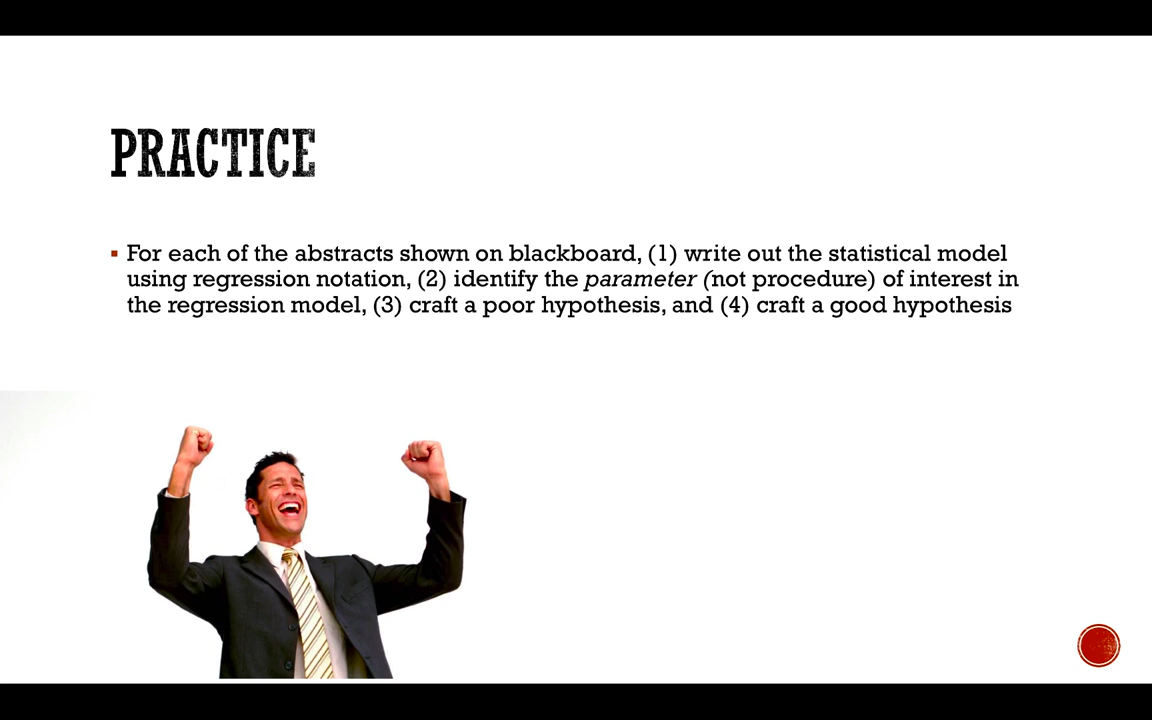 PRACTICE
▪ For each of the abstracts shown on blackboard, (1) write out the statistical model
using regression notation, (2) identify the parameter (not procedure) of interest in
the regression model, (3) craft a poor hypothesis, and (4) craft a good hypothesis